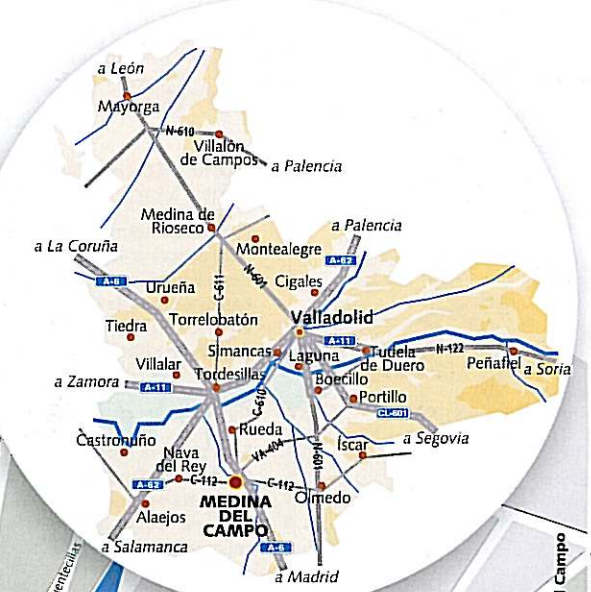 a León
Mayorga
N-610
Villalón
de Campos
a Palencia
Medina de
Rioseco
a Palencia
a La Coruña
Montealegre
A-62
A-6
Urueña
C-611
N-601
Cigales
Tiedra
Torrelobatón
Valladolid
A-11
Simancas
Laguna
Tudela
de Duero
N-122
Peñafiel
a Soria
Villalar
a Zamora
A-11
Tordesillas
Boecillo
Portillo
C-610
CL-601
Castronuño
Rueda
a Segovia
Nava
del Rey
VA-404
N-601
Íscar
A-62
C-112
C-112
Olmedo
MEDINA
DEL
CAMPO
Alaejos
a Salamanca
A-6
a Madrid
entecillas
l Campo